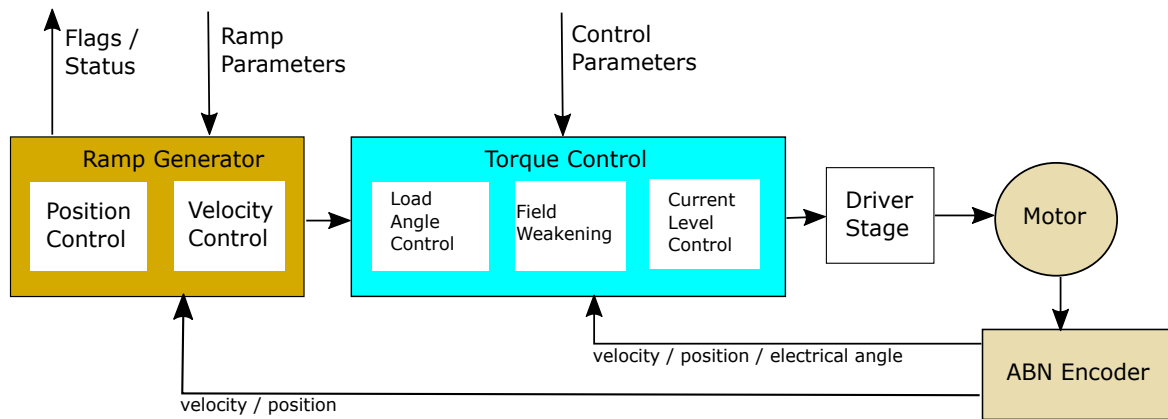 Flags /
Status
Ramp
Parameters
Control
Parameters
Ramp Generator
Position
Control
Velocity
Control
Torque Control
Load
Angle
Control
Field
Weakening
Current
Level
Control
Driver
Stage
Motor
velocity / position / electrical angle
ABN Encoder
velocity / position